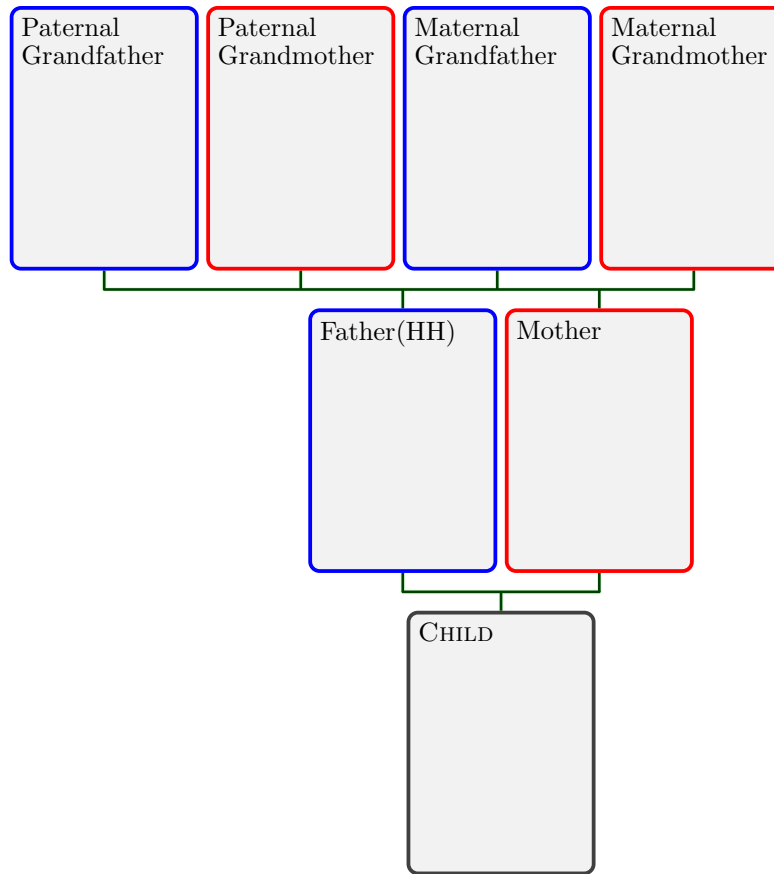 Paternal
Grandfather
Paternal
Grandmother
Maternal
Grandfather
Maternal
Grandmother
Father(HH)
Mother
CHILD